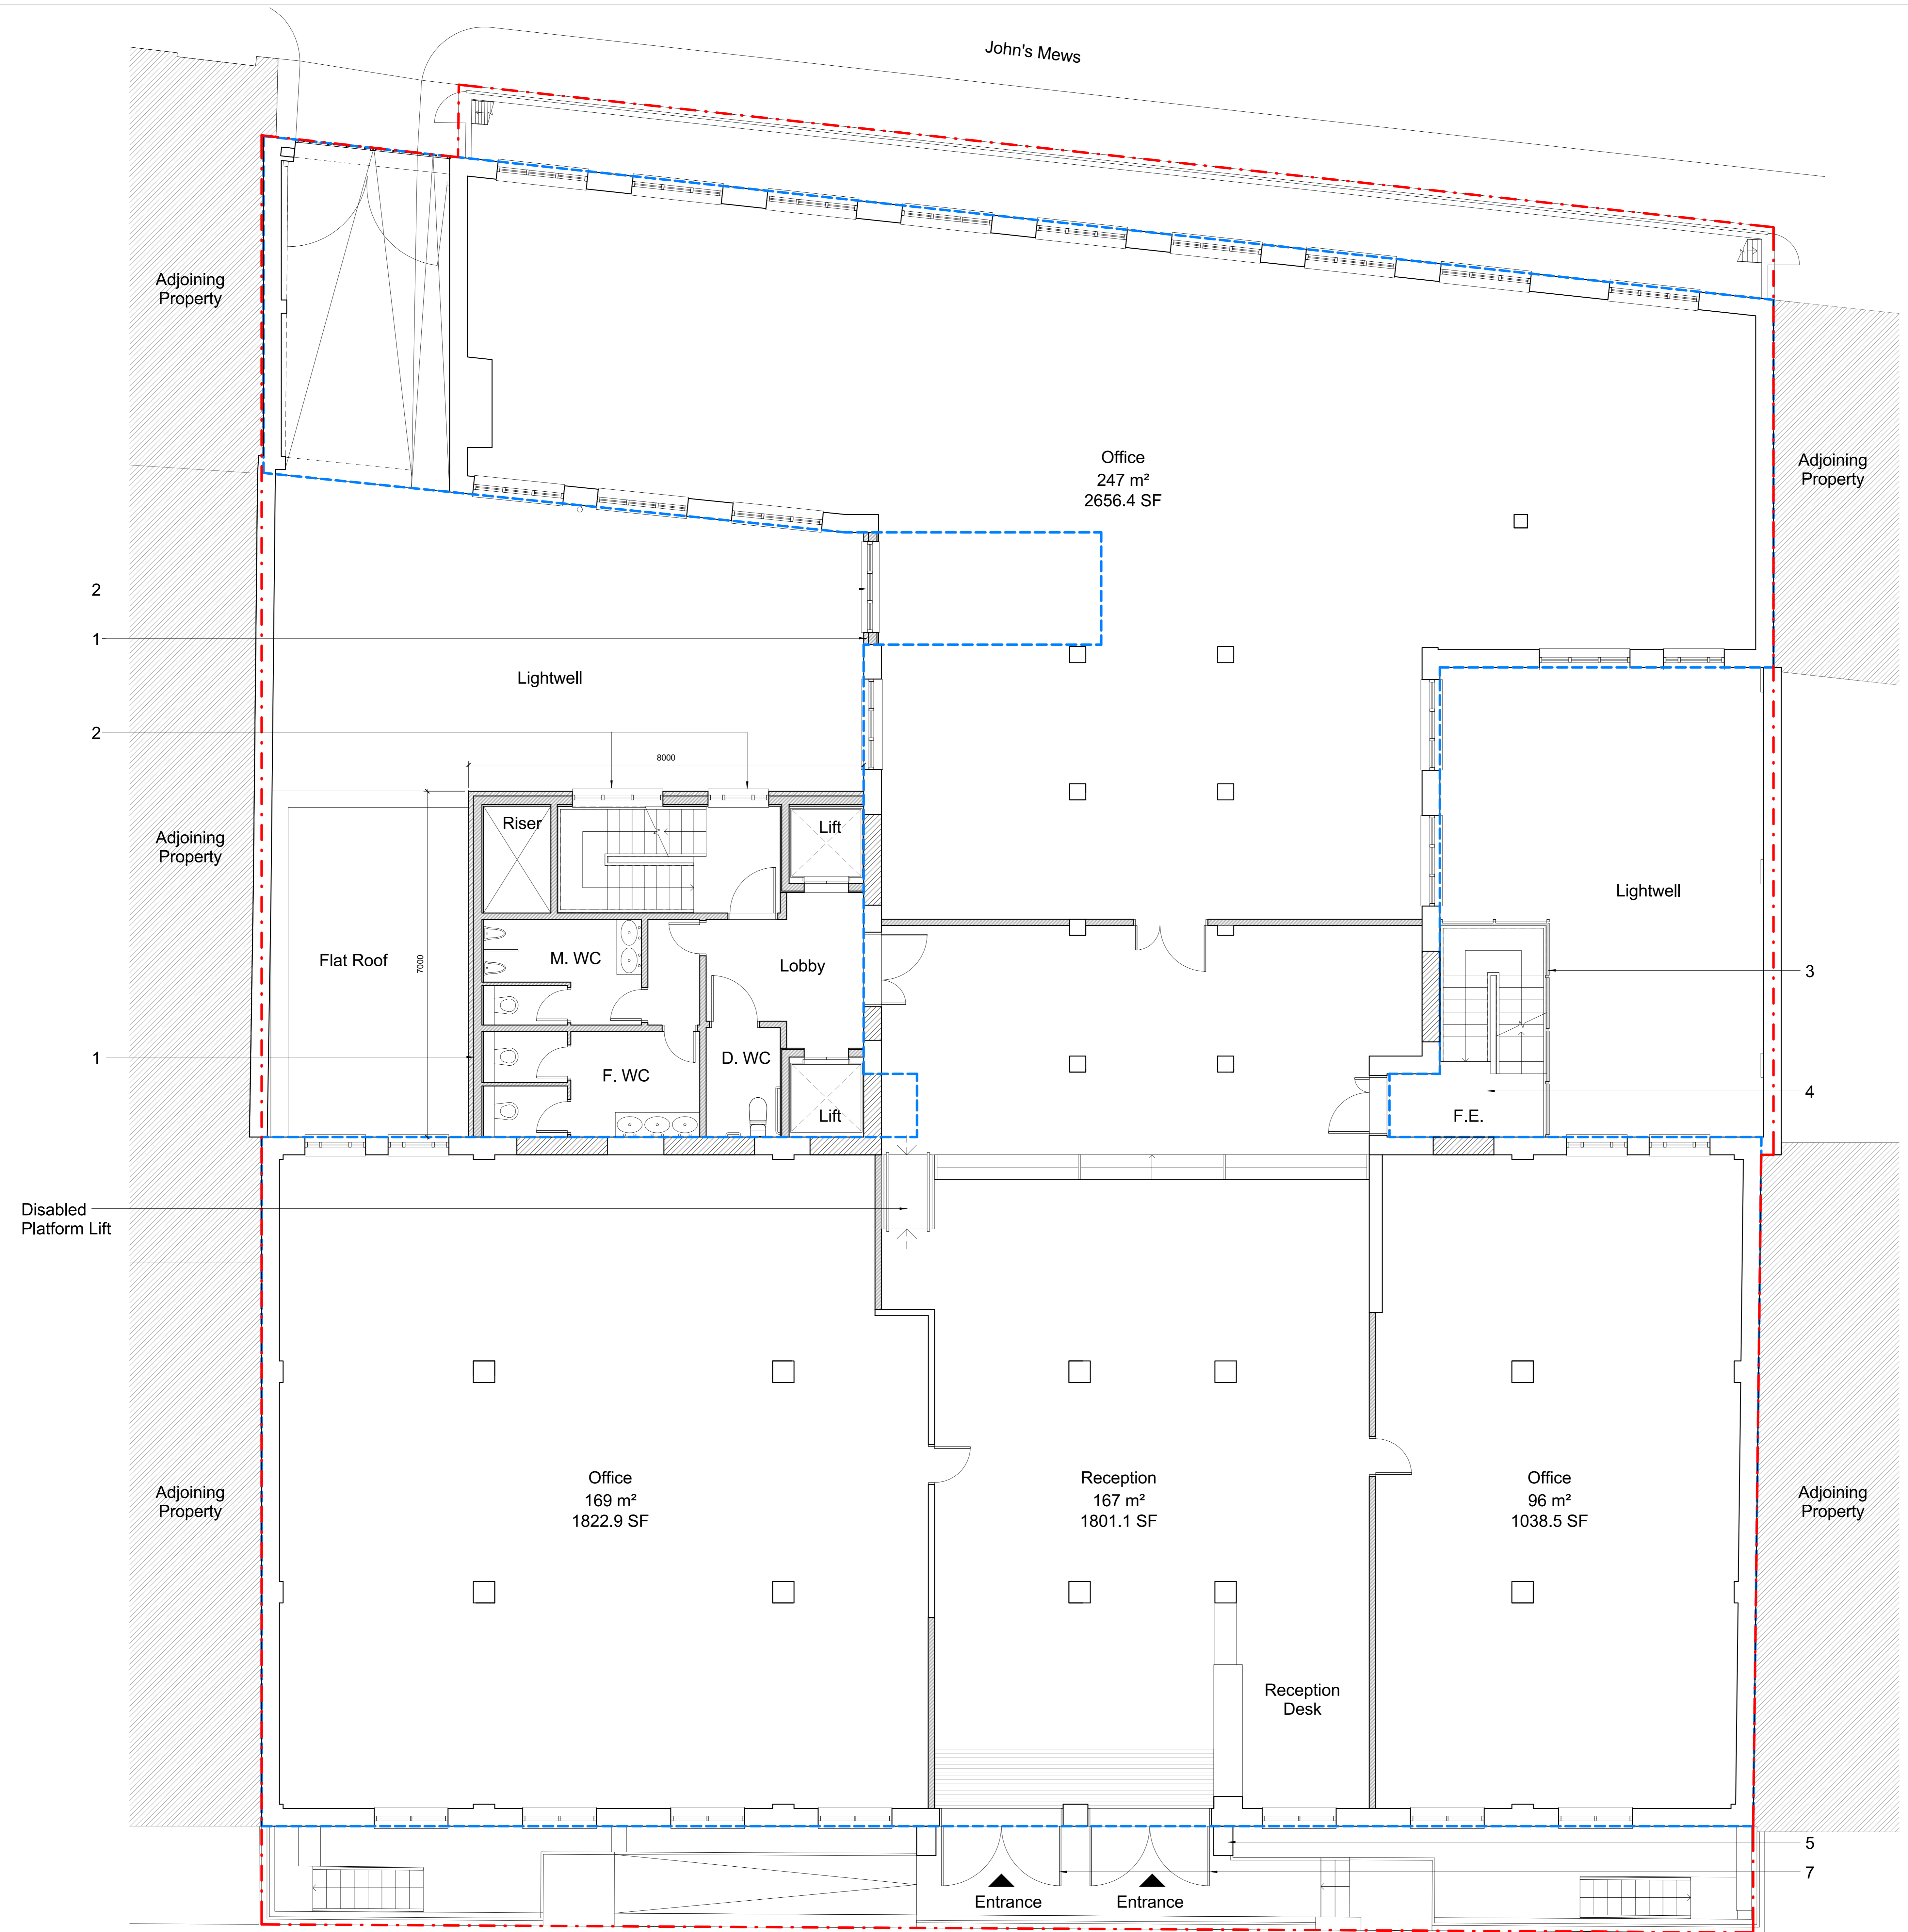 John's Mews
Adjoining
Property
Office
247 m²
2656.4 SF
Adjoining
Property
2
1
Lightwell
2
8000
Riser
Lift
Adjoining
Property
Lightwell
Flat Roof
7000
M. WC
Lobby
3
1
D. WC
F. WC
4
Lift
F.E.
Disabled
Platform Lift
Adjoining
Property
Office
169 m²
1822.9 SF
Reception
167 m²
1801.1 SF
Office
96 m²
1038.5 SF
Adjoining
Property
Reception
Desk
5
7
Entrance
Entrance